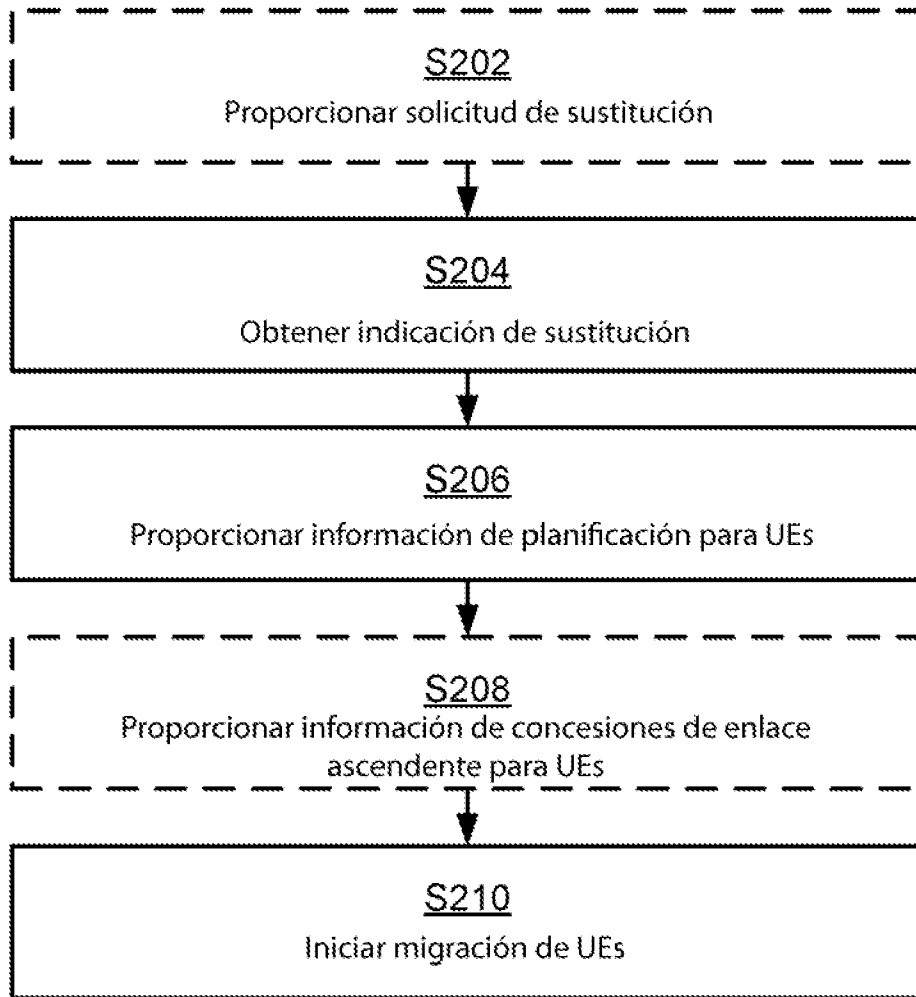 S202
Proporcionar solicitud de sustitución
S204
Obtener indicación de sustitución
S206
Proporcionar información de planificación para UEs
S208
Proporcionar información de concesiones de enlace
ascendente para UEs
S210
Iniciar migración de UEs